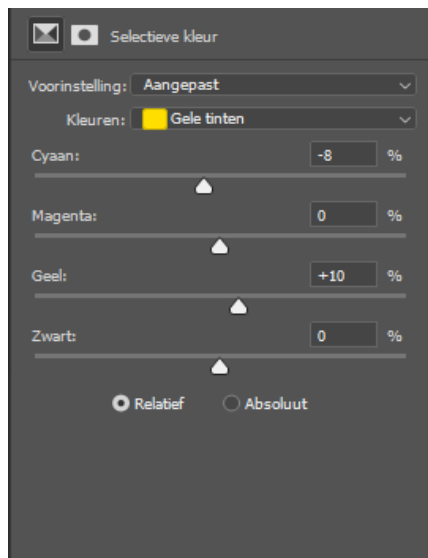 Selectieve kleur
Voorinstelling: Aangepast
Kleuren: Gele tinten
Cyaan: -8 %
Magenta: 0 %
Geel: +10 %
Zwart: 0 %
Relatief Absoluut